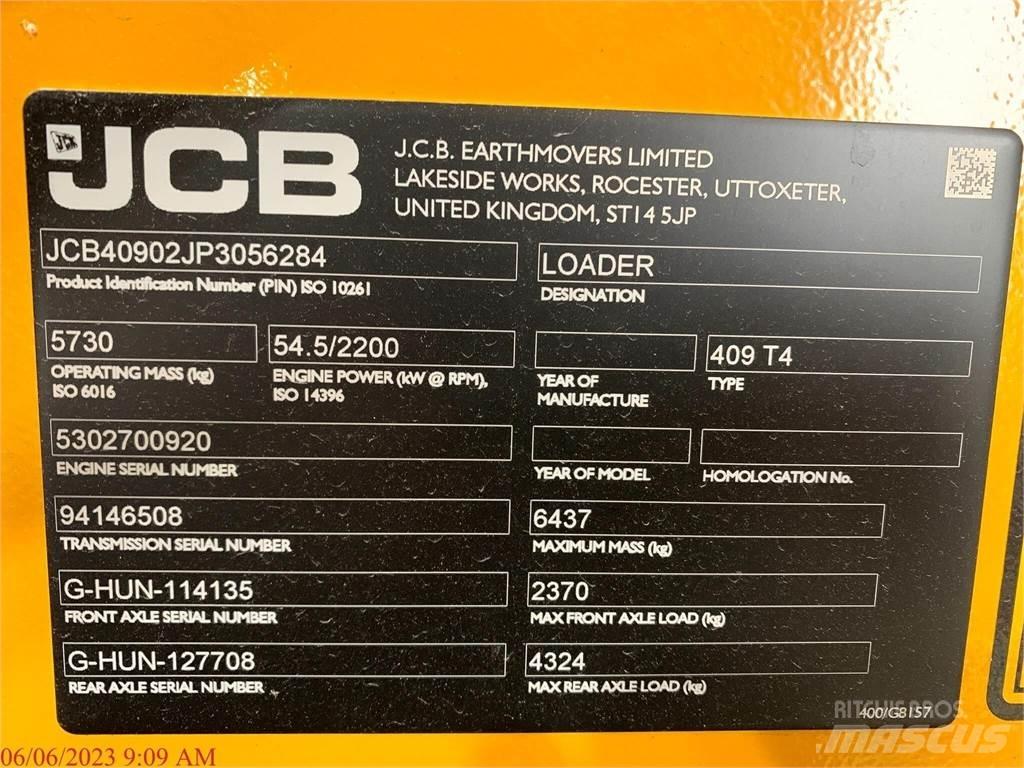 JCB
JCB
J.C.B. EARTHMOVERS LIMITED
LAKESIDE WORKS, ROCESTER, UTTOXETER,
UNITED KINGDOM, ST14 5JP
JCB40902JP3056284
Product Identification Number (PIN) ISO 10261
LOADER
DESIGNATION
5730
OPERATING MASS (kg)
ISO 6016
54.5/2200
ENGINE POWER (kW @ RPM),
ISO 14396
YEAR OF
MANUFACTURE
409 T4
TYPE
5302700920
ENGINE SERIAL NUMBER
YEAR OF MODEL
HOMOLOGATION No.
94146508
TRANSMISSION SERIAL NUMBER
6437
MAXIMUM MASS (kg)
G-HUN-114135
FRONT AXLE SERIAL NUMBER
2370
MAX FRONT AXLE LOAD (kg)
G-HUN-127708
REAR AXLE SERIAL NUMBER
4324
MAX REAR AXLE LOAD (kg)
400/G8157
RITCHIE BROS.
MASCUS
06/06/2023 9:09 AM